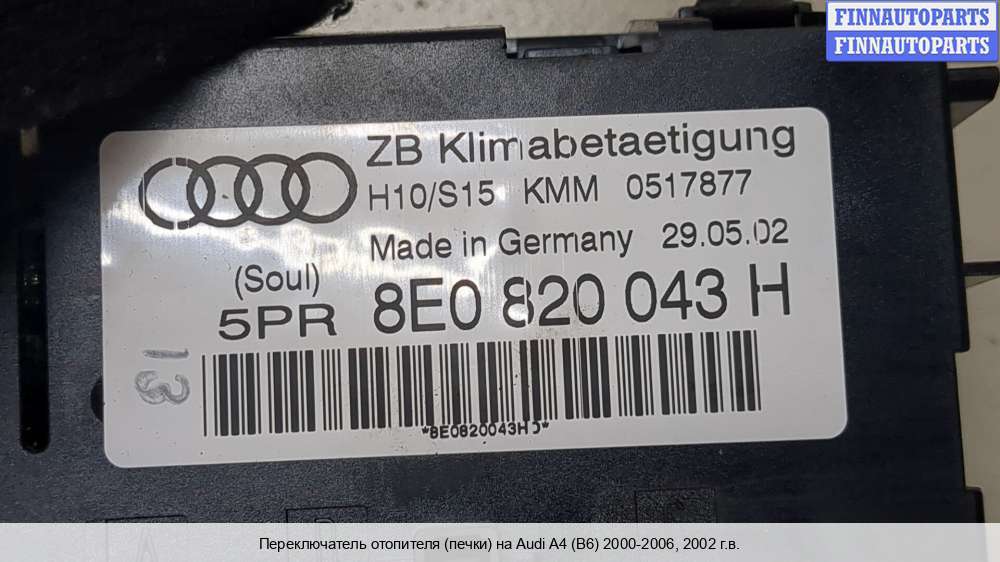 FINNAUTOPARTS
FINNAUTOPARTS
ZB Klimabetaetigung
H10/S15 KMM 0517877
Made in Germany 29.05.02
(Soul)
5PR 8E0 820 043 H
13
*8E0820043H J*
Переключатель отопителя (печки) на Audi A4 (B6) 2000-2006, 2002 г.в.